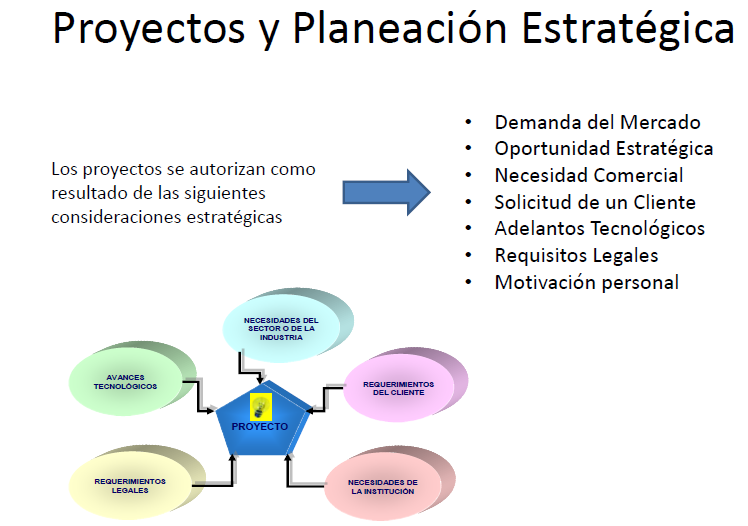 Proyectos y Planeación Estratégica
Los proyectos se autorizan como
resultado de las siguientes
consideraciones estratégicas
• Demanda del Mercado
• Oportunidad Estratégica
• Necesidad Comercial
• Solicitud de un Cliente
• Adelantos Tecnológicos
• Requisitos Legales
• Motivación personal
NECESIDADES DEL
SECTOR O DE LA
INDUSTRIA
AVANCES
TECNOLÓGICOS
REQUERIMIENTOS
DEL CLIENTE
PROYECTO
REQUERIMIENTOS
LEGALES
NECESIDADES DE
LA INSTITUCIÓN